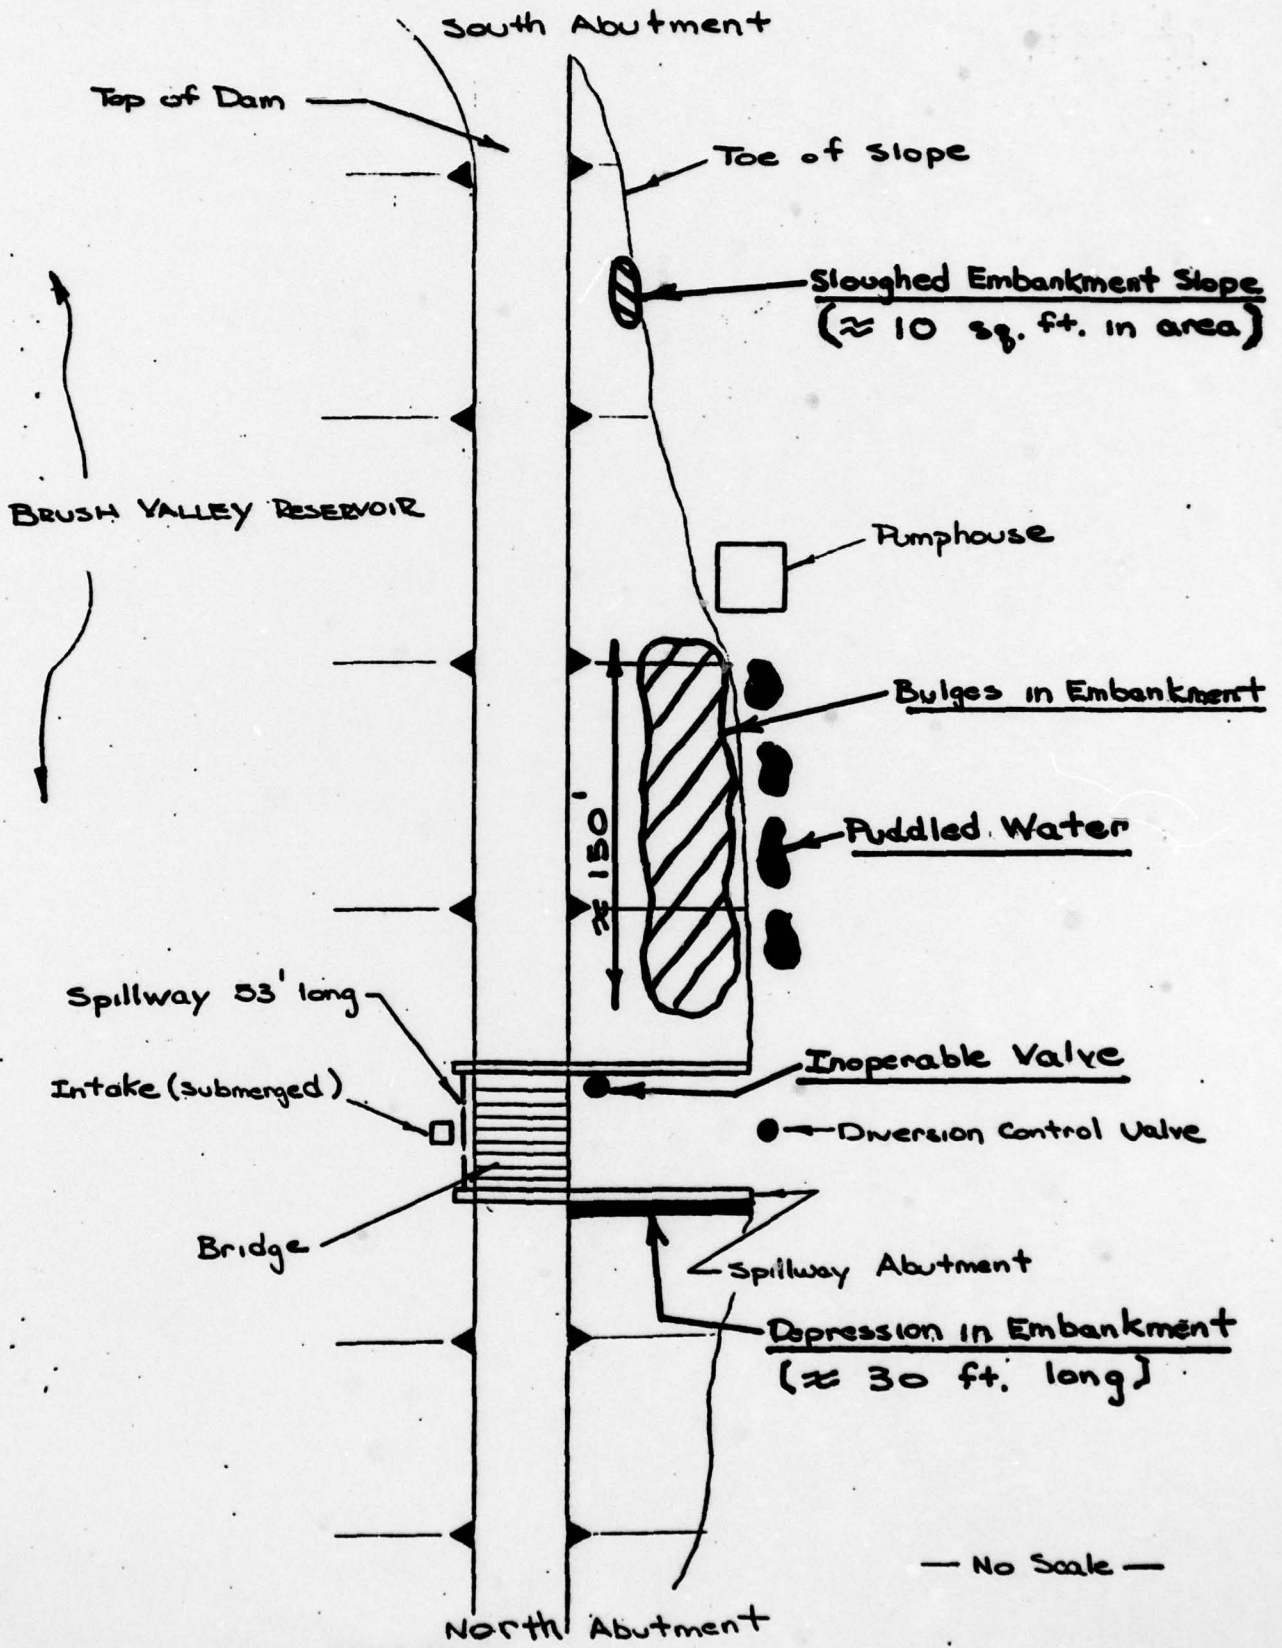 South Abutment
Top of Dam
Toe of Slope
Sloughed Embankment Slope
(≈ 10 sq. ft. in area)
BRUSH VALLEY RESERVOIR
Pumphouse
Bulges in Embankment
≈ 150'
Puddled Water
Spillway 53' long
Inoperable Valve
Intake (submerged)
Diversion Control Valve
Bridge
Spillway Abutment
Depression in Embankment
(≈ 30 ft. long)
— No Scale —
North Abutment